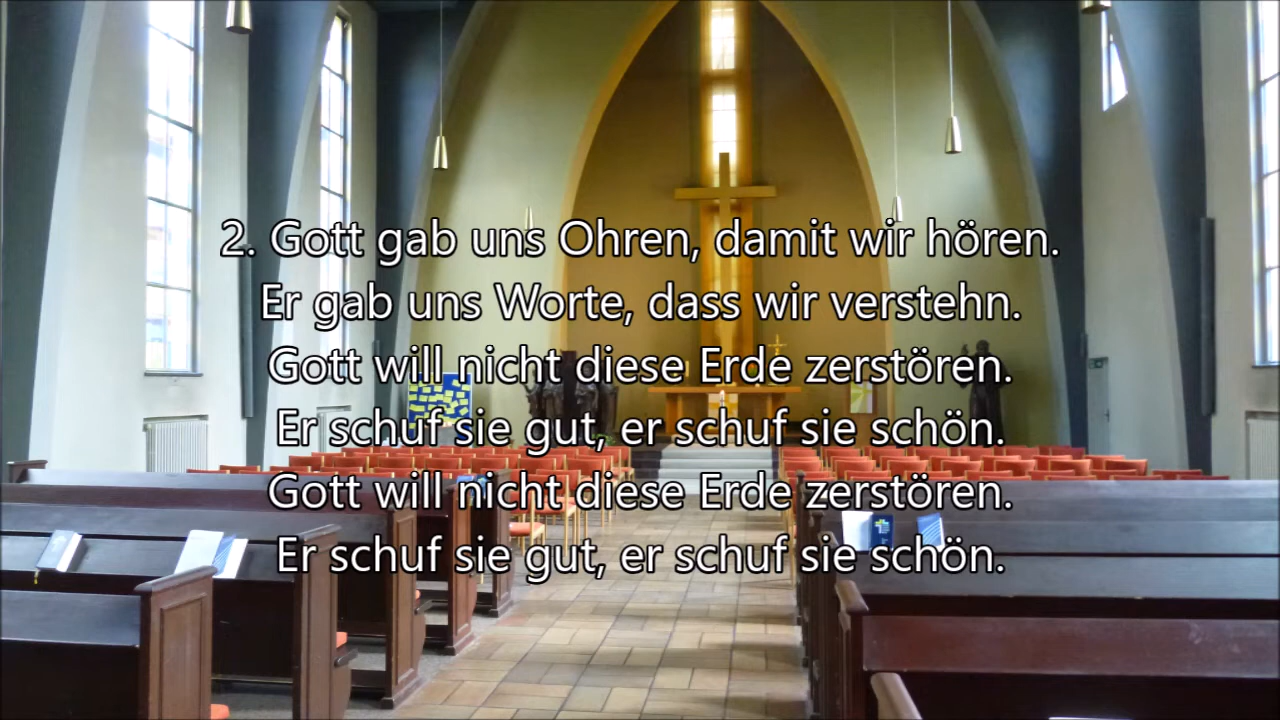 2. Gott gab uns Ohren, damit wir hören.
Er gab uns Worte, dass wir verstehn.
Gott will nicht diese Erde zerstören.
Er schuf sie gut, er schuf sie schön.
Gott will nicht diese Erde zerstören.
Er schuf sie gut, er schuf sie schön.